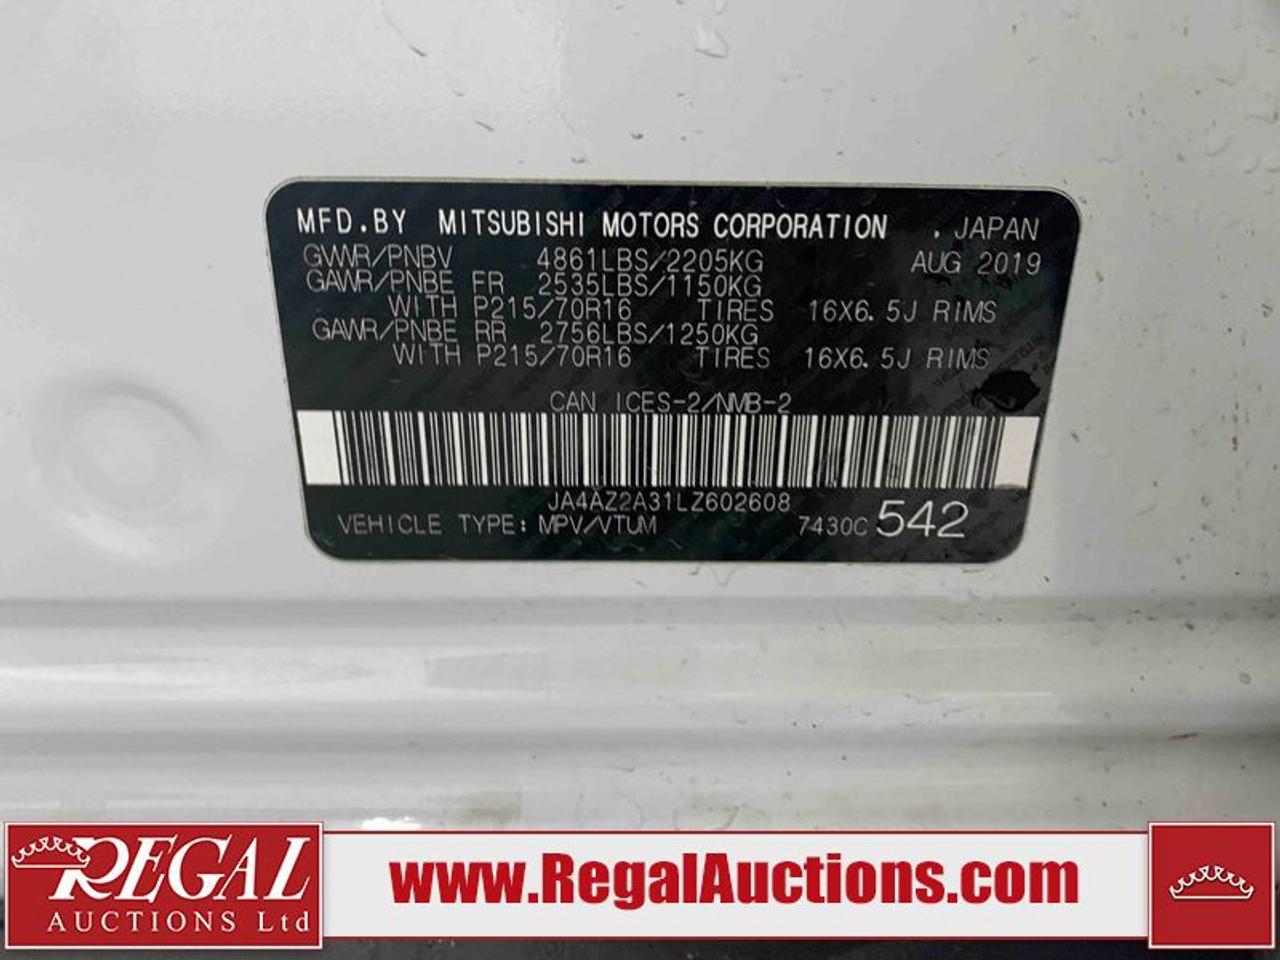 MFD.BY MITSUBISHI MOTORS CORPORATION . JAPAN
GVWR/PNBV 4861LBS/2205KG AUG 2019
GAWR/PNBE FR 2535LBS/1150KG
WITH P215/70R16 TIRES 16X6.5J RIMS
GAWR/PNBE RR 2756LBS/1250KG
WITH P215/70R16 TIRES 16X6.5J RIMS
CAN ICES-2/NMB-2
JA4AZ2A31LZ602608
VEHICLE TYPE: MPV/VTUM 7430C 542
REGAL
AUCTIONS Ltd
www.RegalAuctions.com